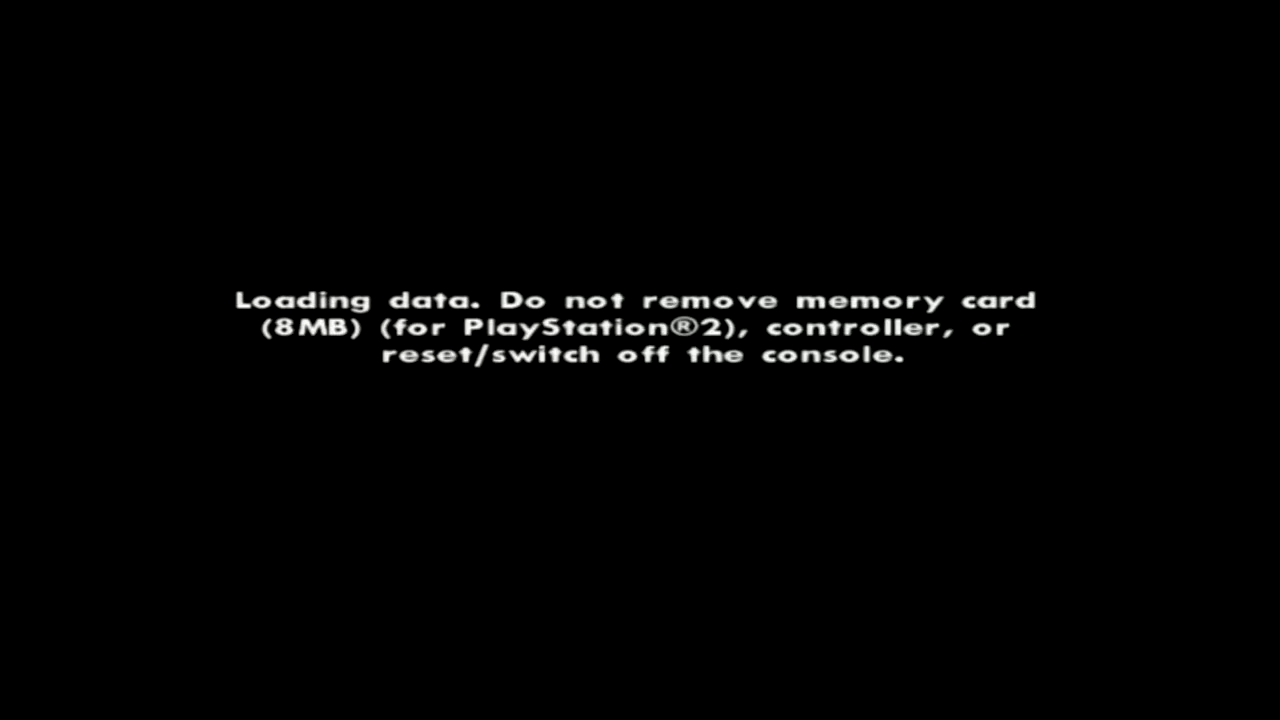 Loading data. Do not remove memory card
(8MB) (for PlayStation®2), controller, or
reset/switch off the console.